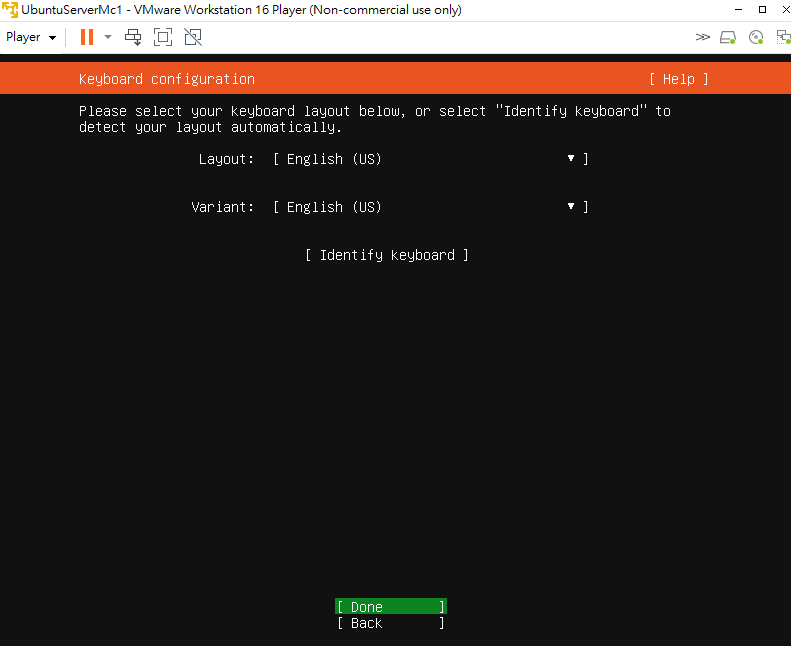 UbuntuServerMc1 - VMware Workstation 16 Player (Non-commercial use only)
Player
Keyboard configuration [ Help ]
Please select your keyboard layout below, or select "Identify keyboard" to
detect your layout automatically.
Layout: [ English (US) ▾ ]
Variant: [ English (US) ▾ ]
[ Identify keyboard ]
[ Done ]
[ Back ]